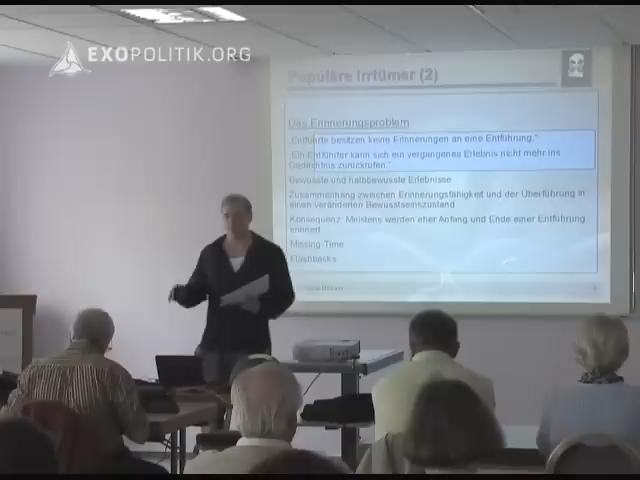 EXOPOLITIK.ORG
Populäre Irrtümer (2)
Das Erinnerungsproblem
„Entführte besitzen keine Erinnerungen an eine Entführung.“
„Ein Entführter kann sich ein vergangenes Erlebnis nicht mehr ins
Gedächtnis zurückrufen.“
Bewusste und halbbewusste Erlebnisse
Zusammenhang zwischen Erinnerungsfähigkeit und der Überführung in
einen veränderten Bewusstseinszustand
Konsequenz: Meistens werden eher Anfang und Ende einer Entführung
erinnert
Missing-Time
Flashbacks